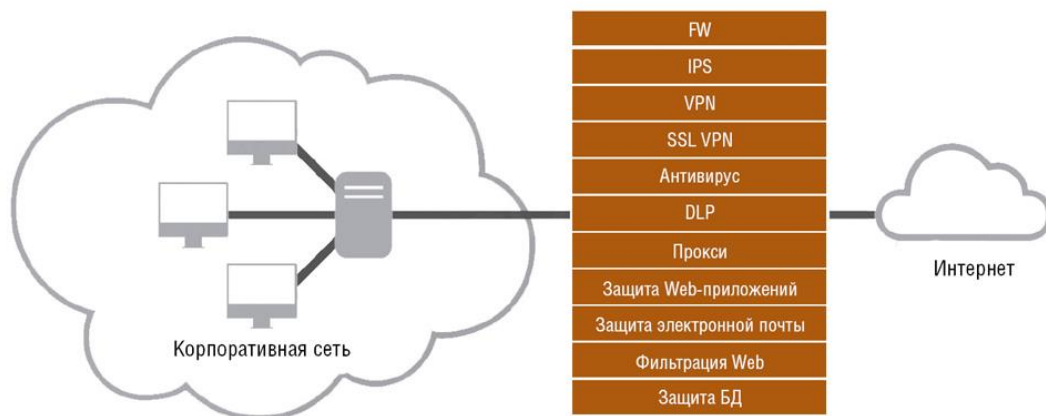 FW
IPS
VPN
SSL VPN
Антивирус
DLP
Прокси
Защита Web-приложений
Защита электронной почты
Фильтрация Web
Защита БД
Корпоративная сеть
Интернет